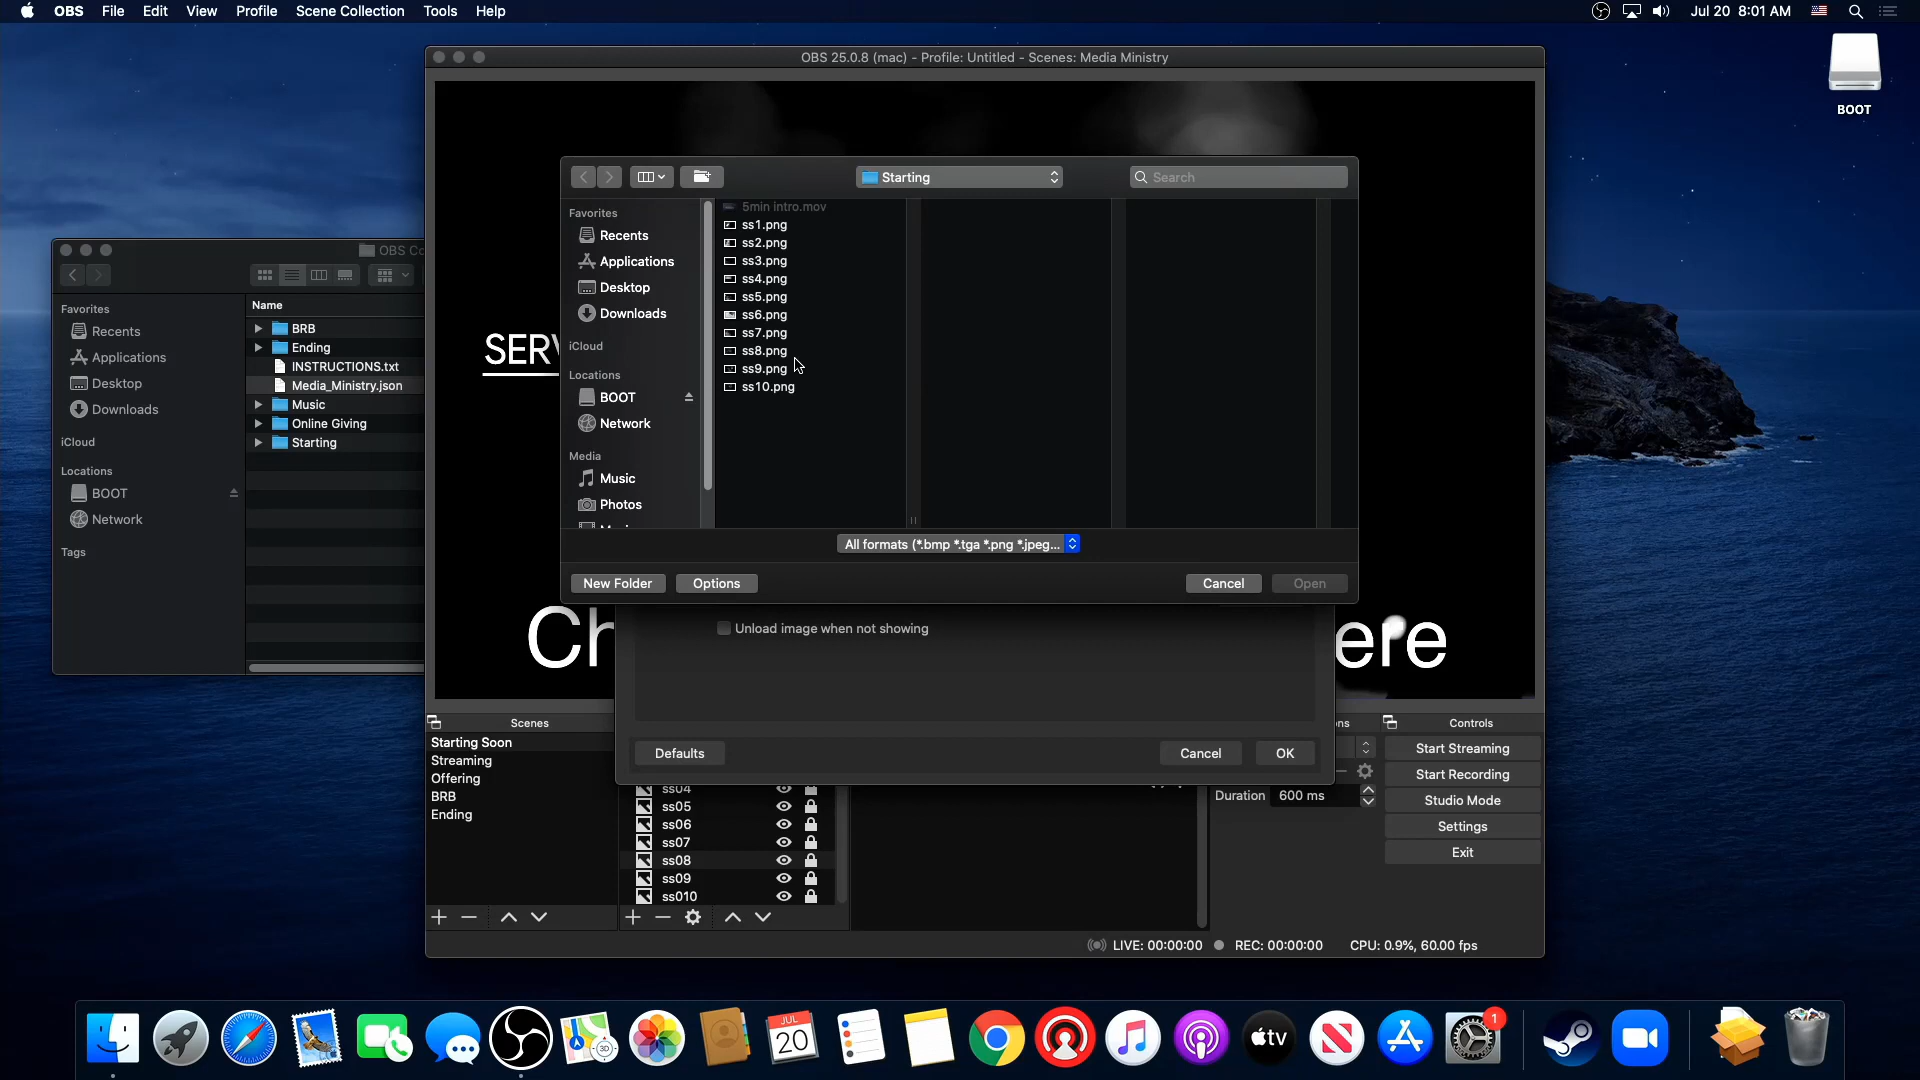 OBS File Edit View Profile Scene Collection Tools Help
Jul 20 8:01 AM
BOOT
OBS 25.0.8 (mac) - Profile: Untitled - Scenes: Media Ministry
Starting
Search
Favorites
Recents
Applications
Desktop
Downloads
iCloud
Locations
BOOT
Network
Media
Music
Photos
5min intro.mov
ss1.png
ss2.png
ss3.png
ss4.png
ss5.png
ss6.png
ss7.png
ss8.png
ss9.png
ss10.png
All formats (*.bmp *.tga *.png *.jpeg...
New Folder Options Cancel Open
OBS Co
Favorites
Recents
Applications
Desktop
Downloads
iCloud
Locations
BOOT
Network
Tags
Name
BRB
Ending
INSTRUCTIONS.txt
Media_Ministry.json
Music
Online Giving
Starting
SERV
Ch
ere
Unload image when not showing
Defaults Cancel OK
Scenes
Starting Soon
Streaming
Offering
BRB
Ending
ss04
ss05
ss06
ss07
ss08
ss09
ss010
ns
Duration 600 ms
Controls
Start Streaming
Start Recording
Studio Mode
Settings
Exit
LIVE: 00:00:00 REC: 00:00:00 CPU: 0.9%, 60.00 fps
3D
JUL
20
tv
1